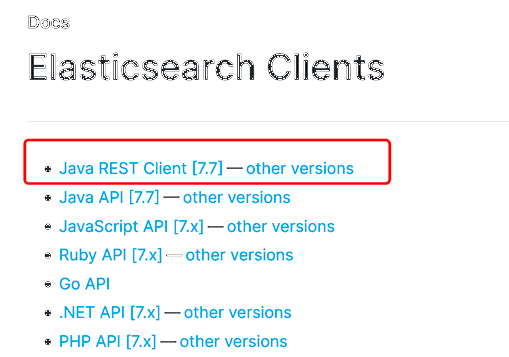 Docs
Elasticsearch Clients
Java REST Client [7.7] — other versions
Java API [7.7] — other versions
JavaScript API [7.x] — other versions
Ruby API [7.x] — other versions
Go API
.NET API [7.x] — other versions
PHP API [7.x] — other versions